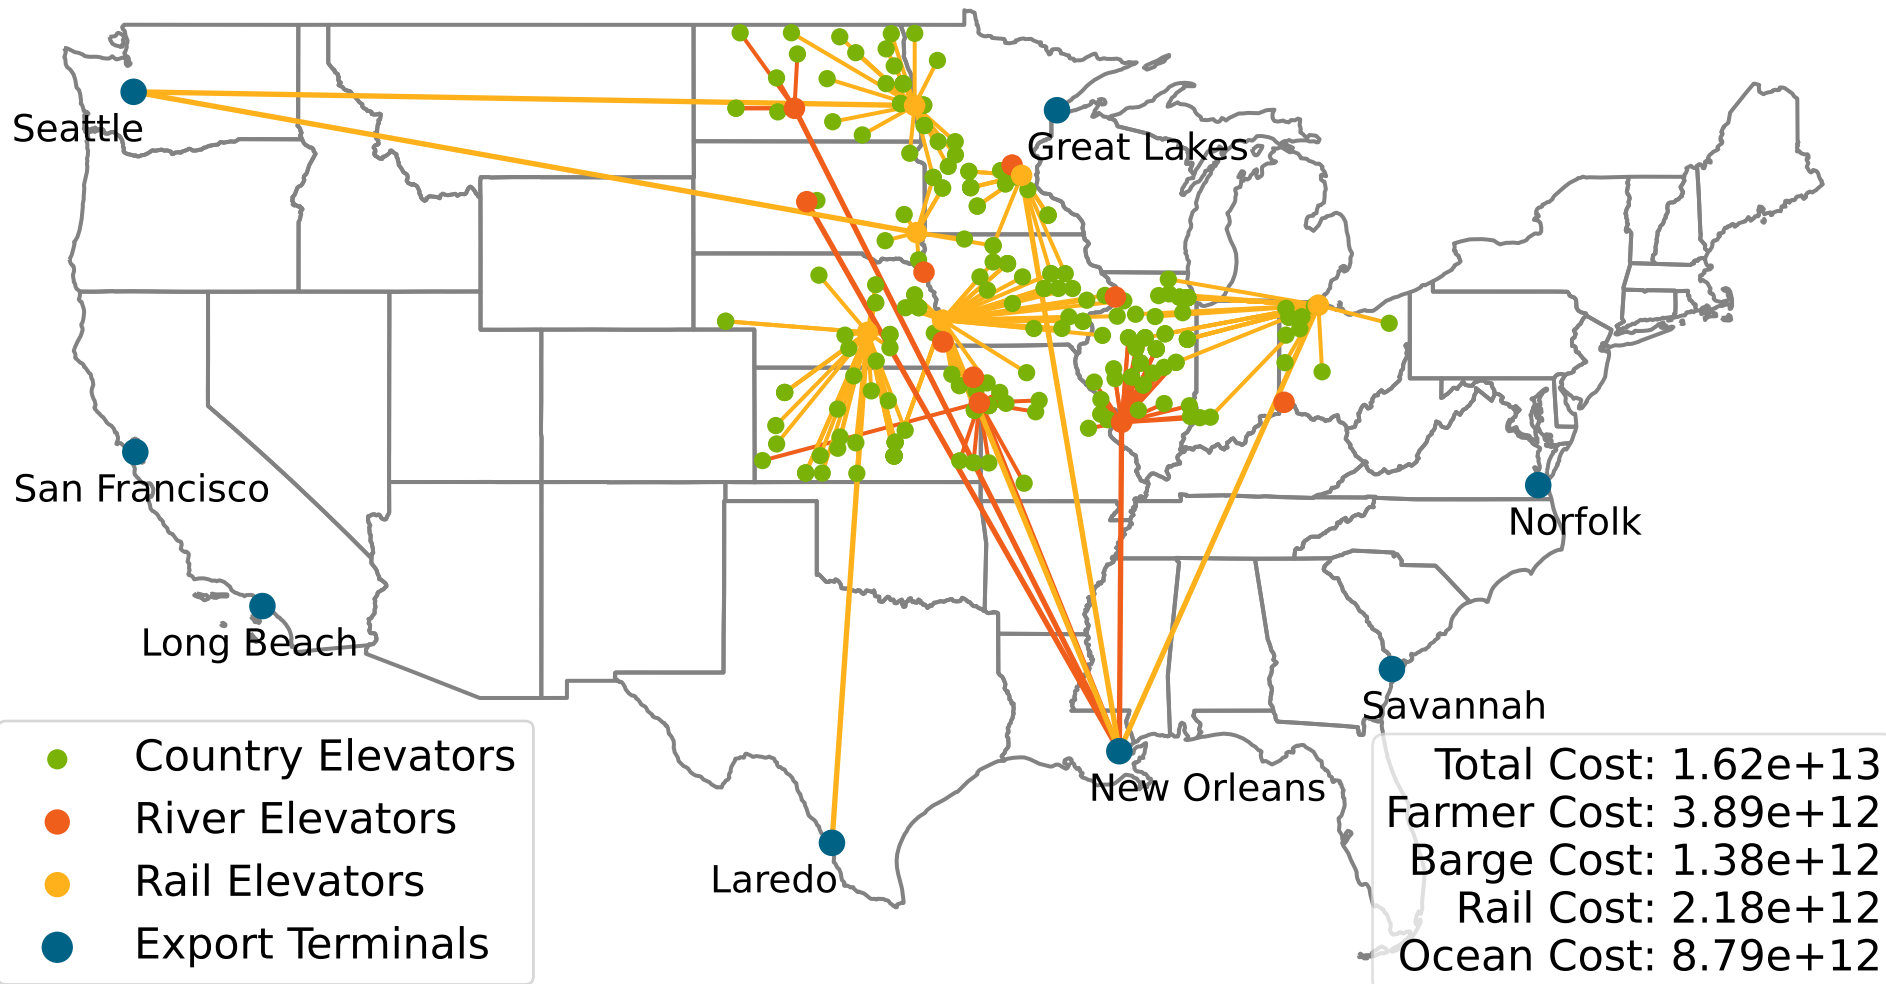 Seattle
Great Lakes
San Francisco
Norfolk
Long Beach
Savannah
New Orleans
Laredo
Country Elevators
River Elevators
Rail Elevators
Export Terminals
Total Cost: 1.62e+13
Farmer Cost: 3.89e+12
Barge Cost: 1.38e+12
Rail Cost: 2.18e+12
Ocean Cost: 8.79e+12